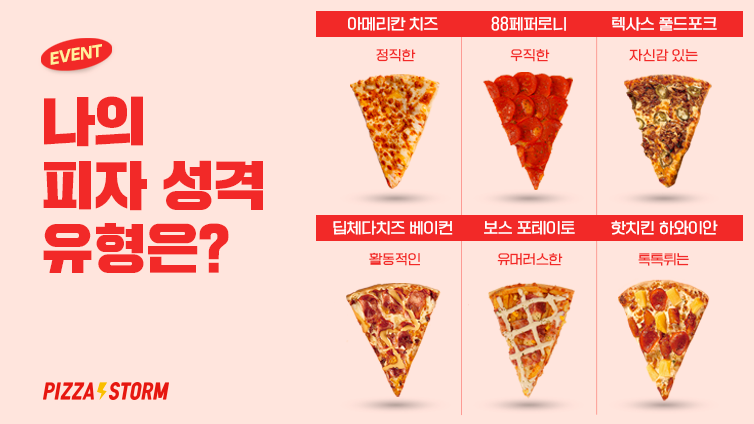 EVENT
나의
피자 성격
유형은?
PIZZA STORM
아메리칸 치즈
정직한
88페퍼로니
우직한
텍사스 풀드포크
자신감 있는
딥체다치즈 베이컨
활동적인
보스 포테이토
유머러스한
핫치킨 하와이안
톡톡튀는